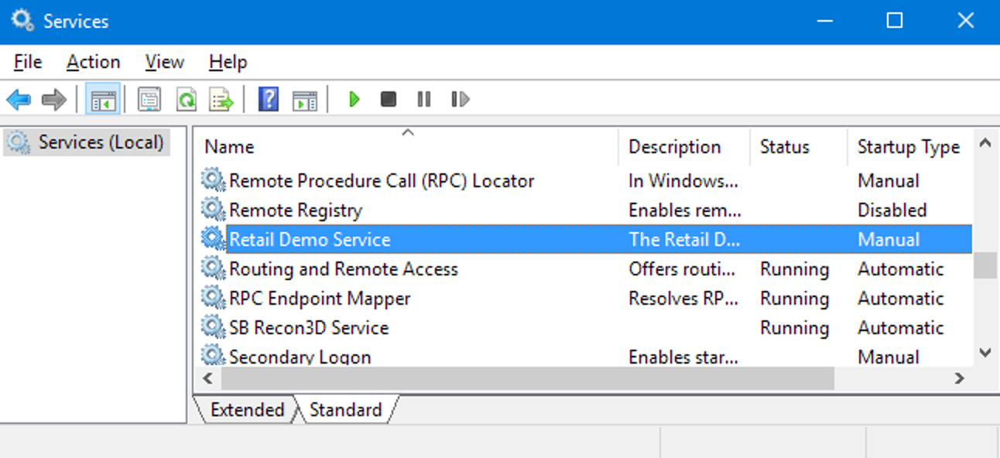 Services
File Action View Help
Services (Local)
Name Description Status Startup Type
Remote Procedure Call (RPC) Locator In Windows... Manual
Remote Registry Enables rem... Disabled
Retail Demo Service The Retail D... Manual
Routing and Remote Access Offers routi... Running Automatic
RPC Endpoint Mapper Resolves RP... Running Automatic
SB Recon3D Service Running Automatic
Secondary Logon Enables star... Manual
Extended Standard